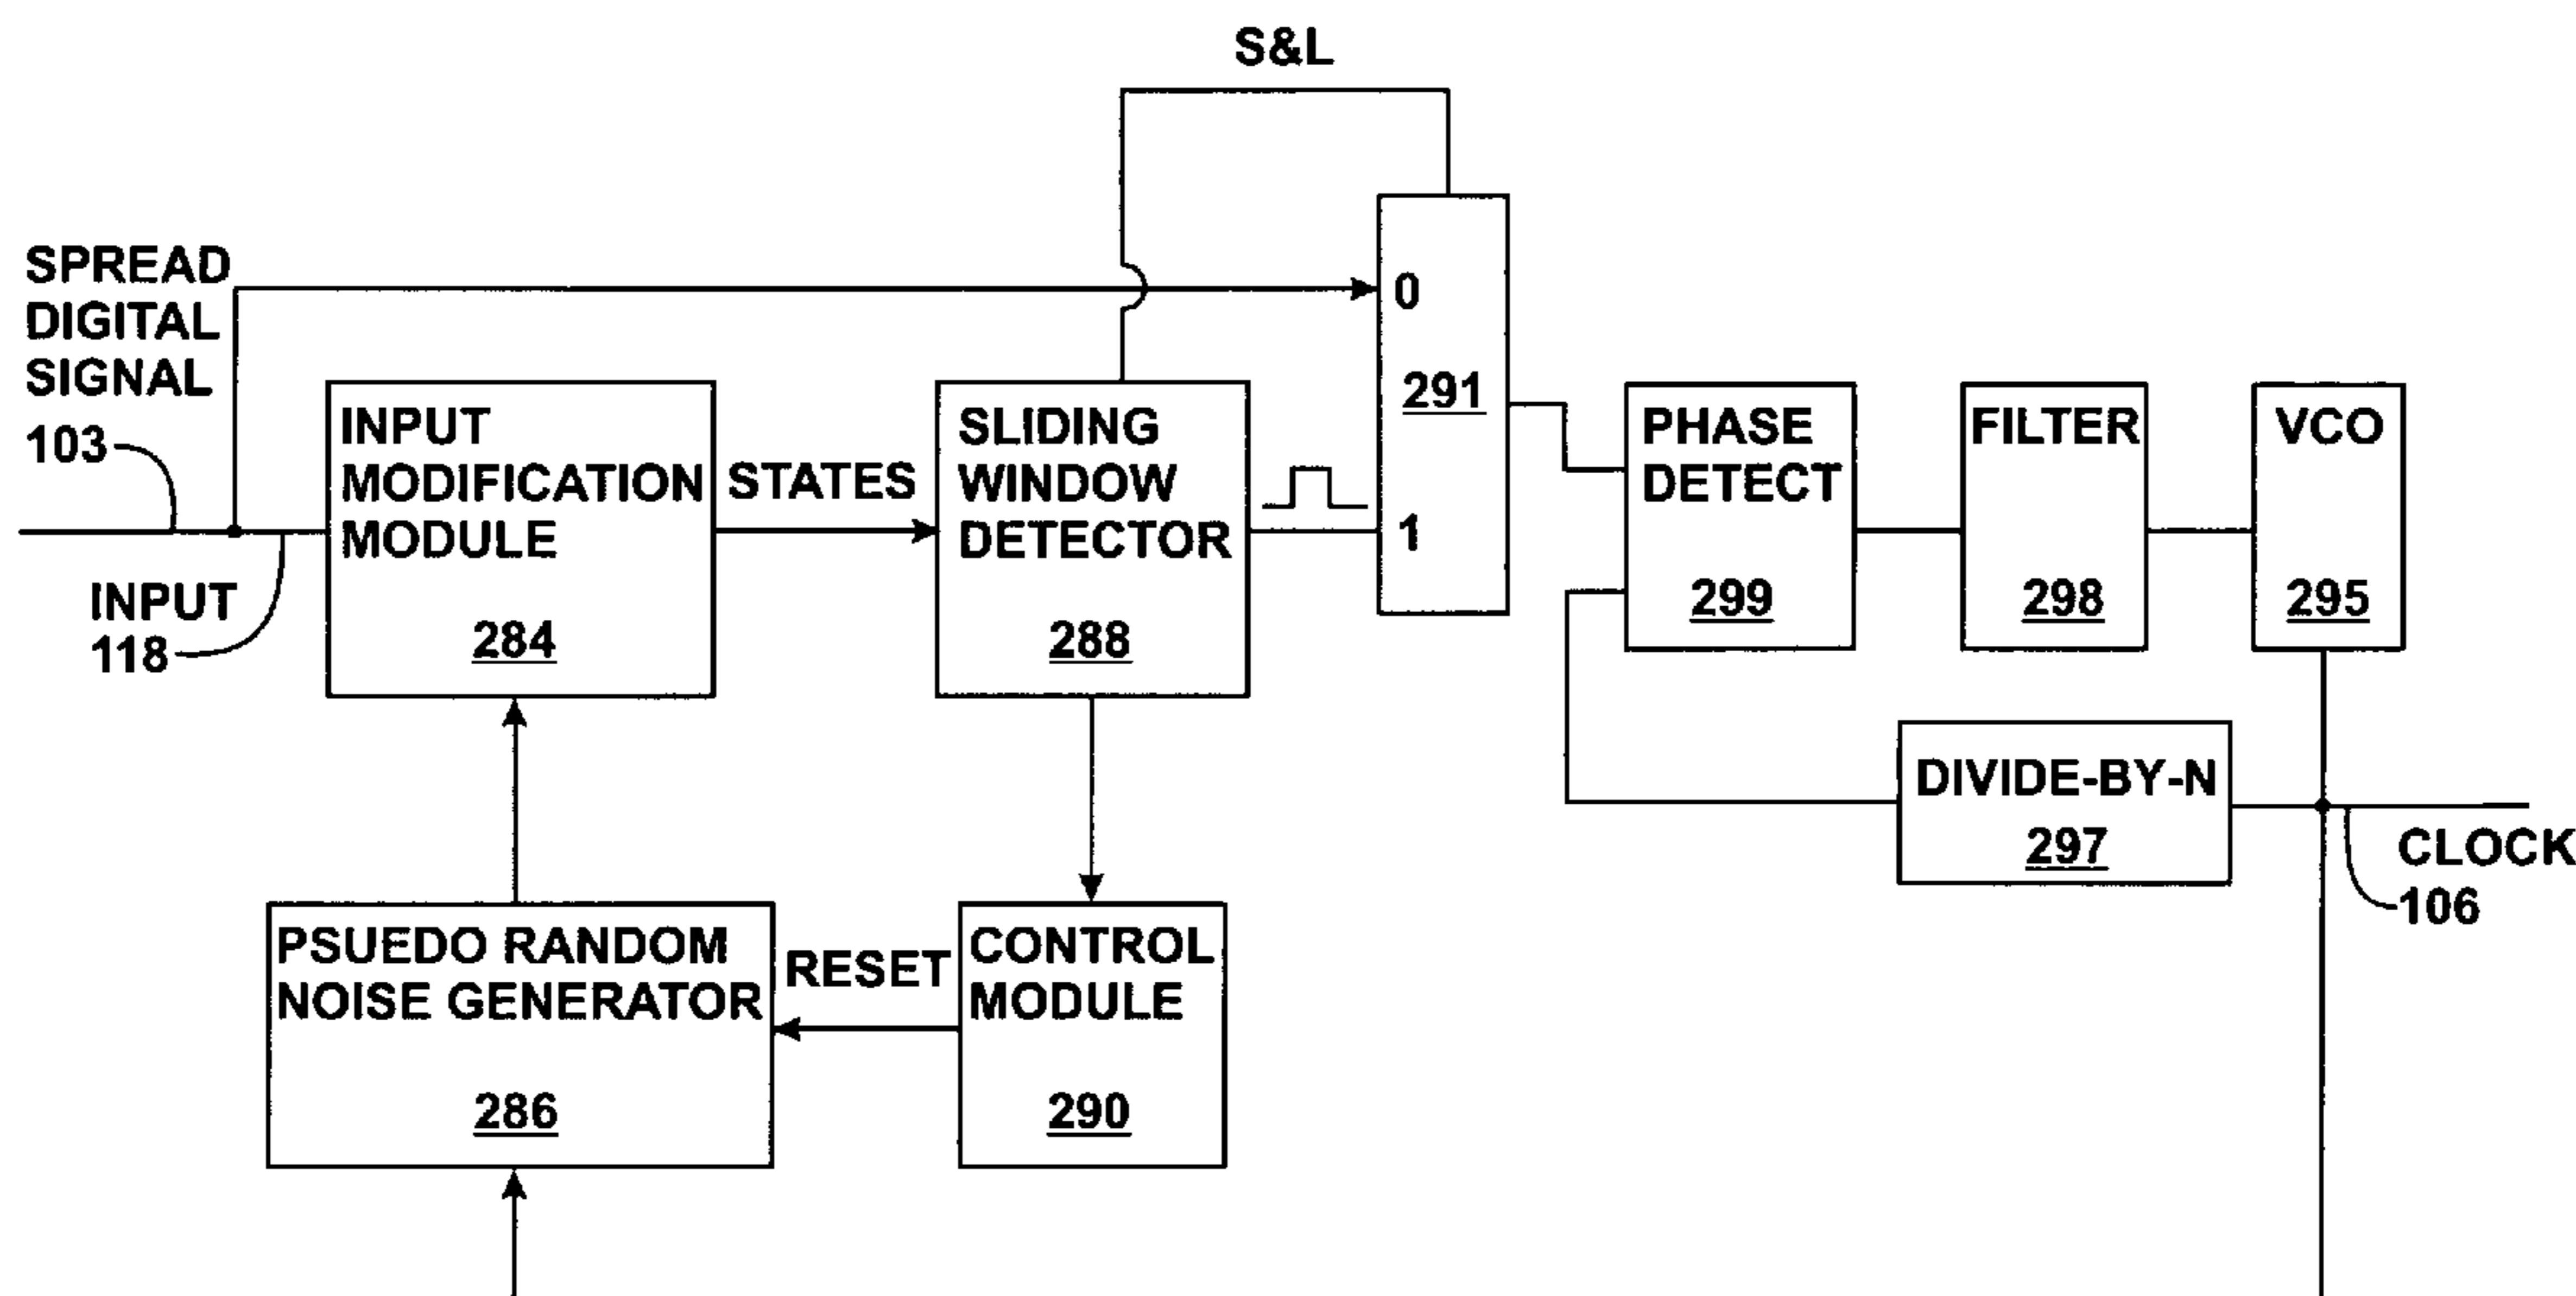 S&L
SPREAD
DIGITAL
SIGNAL
103
INPUT
118
INPUT
MODIFICATION
MODULE
284
STATES
SLIDING
WINDOW
DETECTOR
288
0
291
1
PHASE
DETECT
299
FILTER
298
VCO
295
DIVIDE-BY-N
297
CLOCK
106
PSUEDO RANDOM
NOISE GENERATOR
286
RESET
CONTROL
MODULE
290